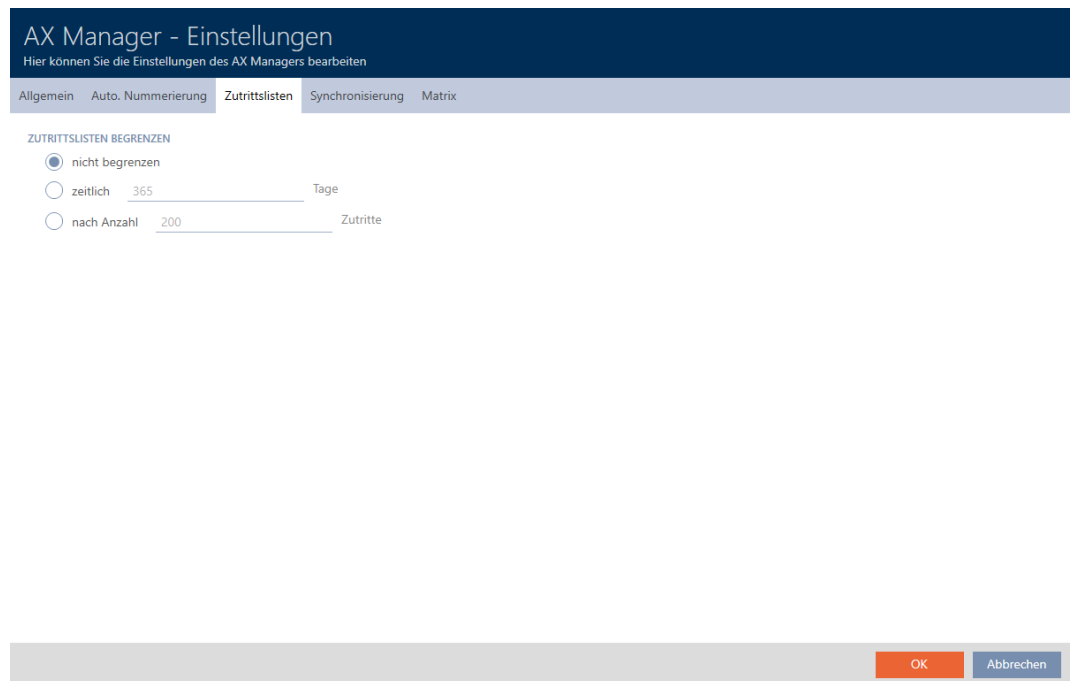 AX Manager - Einstellungen
Hier können Sie die Einstellungen des AX Managers bearbeiten
Allgemein Auto. Nummerierung Zutrittslisten Synchronisierung Matrix
ZUTRITTSLISTEN BEGRENZEN
nicht begrenzen
zeitlich 365 Tage
nach Anzahl 200 Zutritte
OK Abbrechen